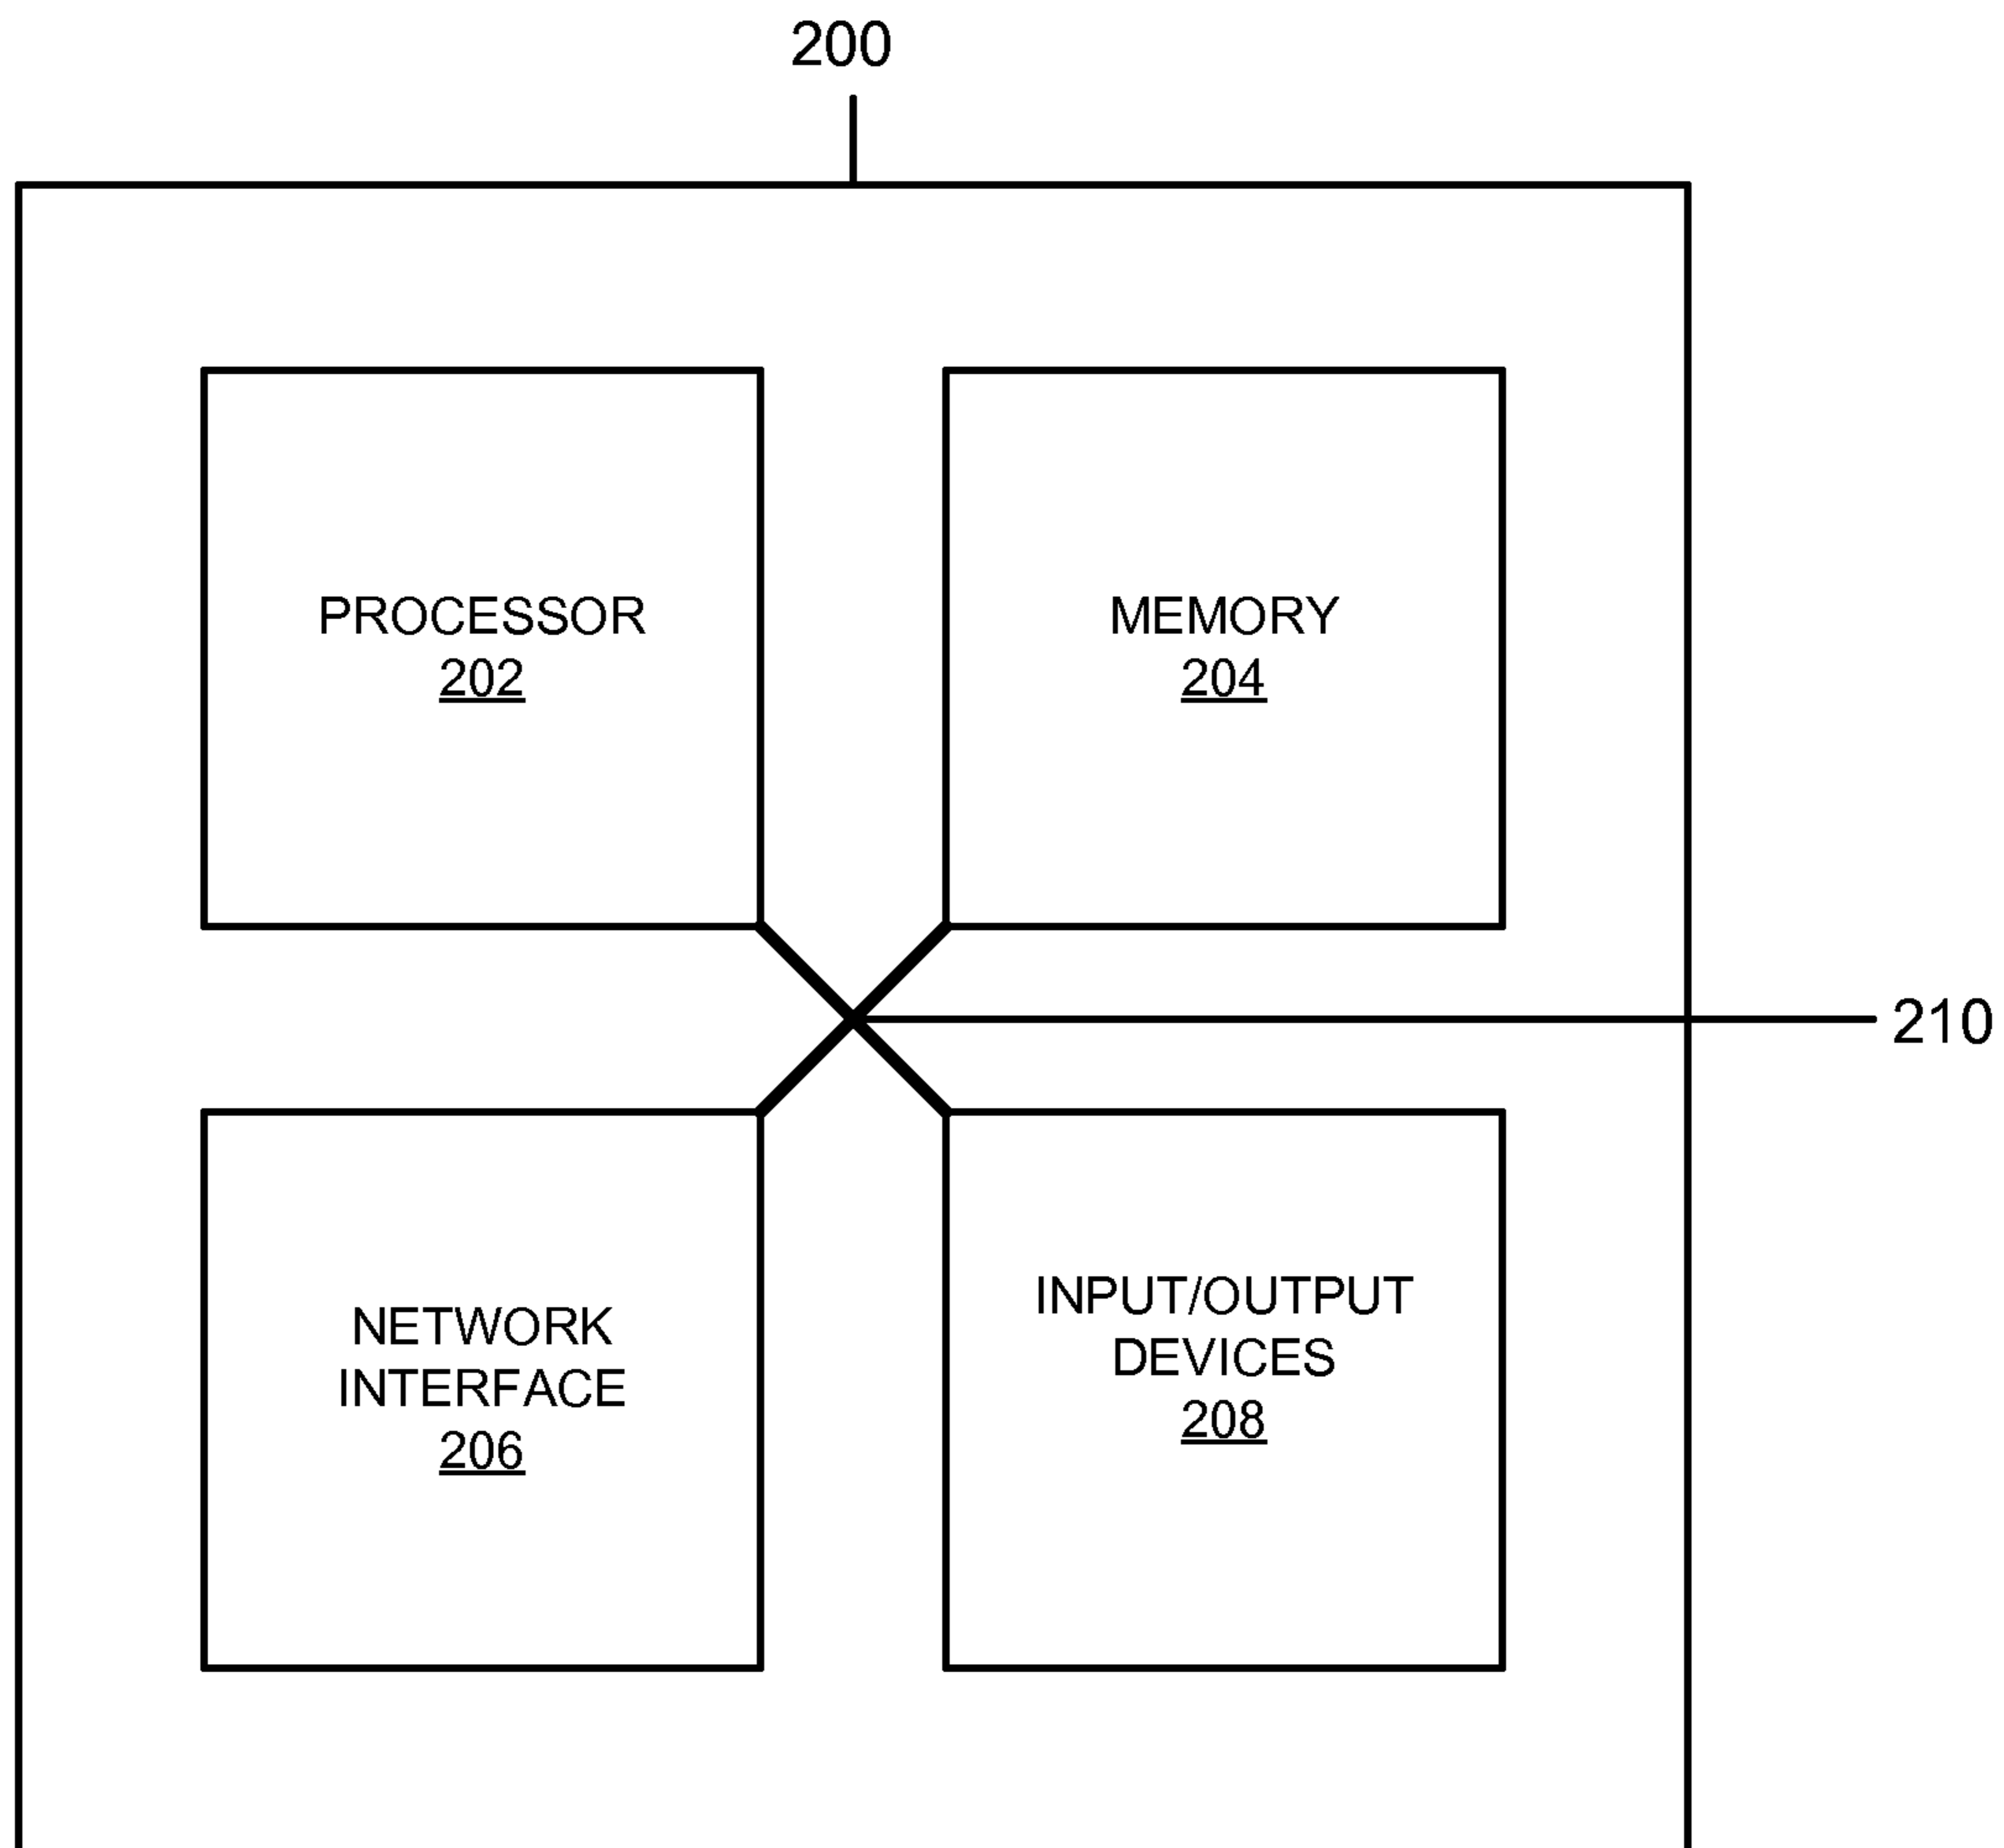 200
PROCESSOR
202
MEMORY
204
210
NETWORK
INTERFACE
206
INPUT/OUTPUT
DEVICES
208